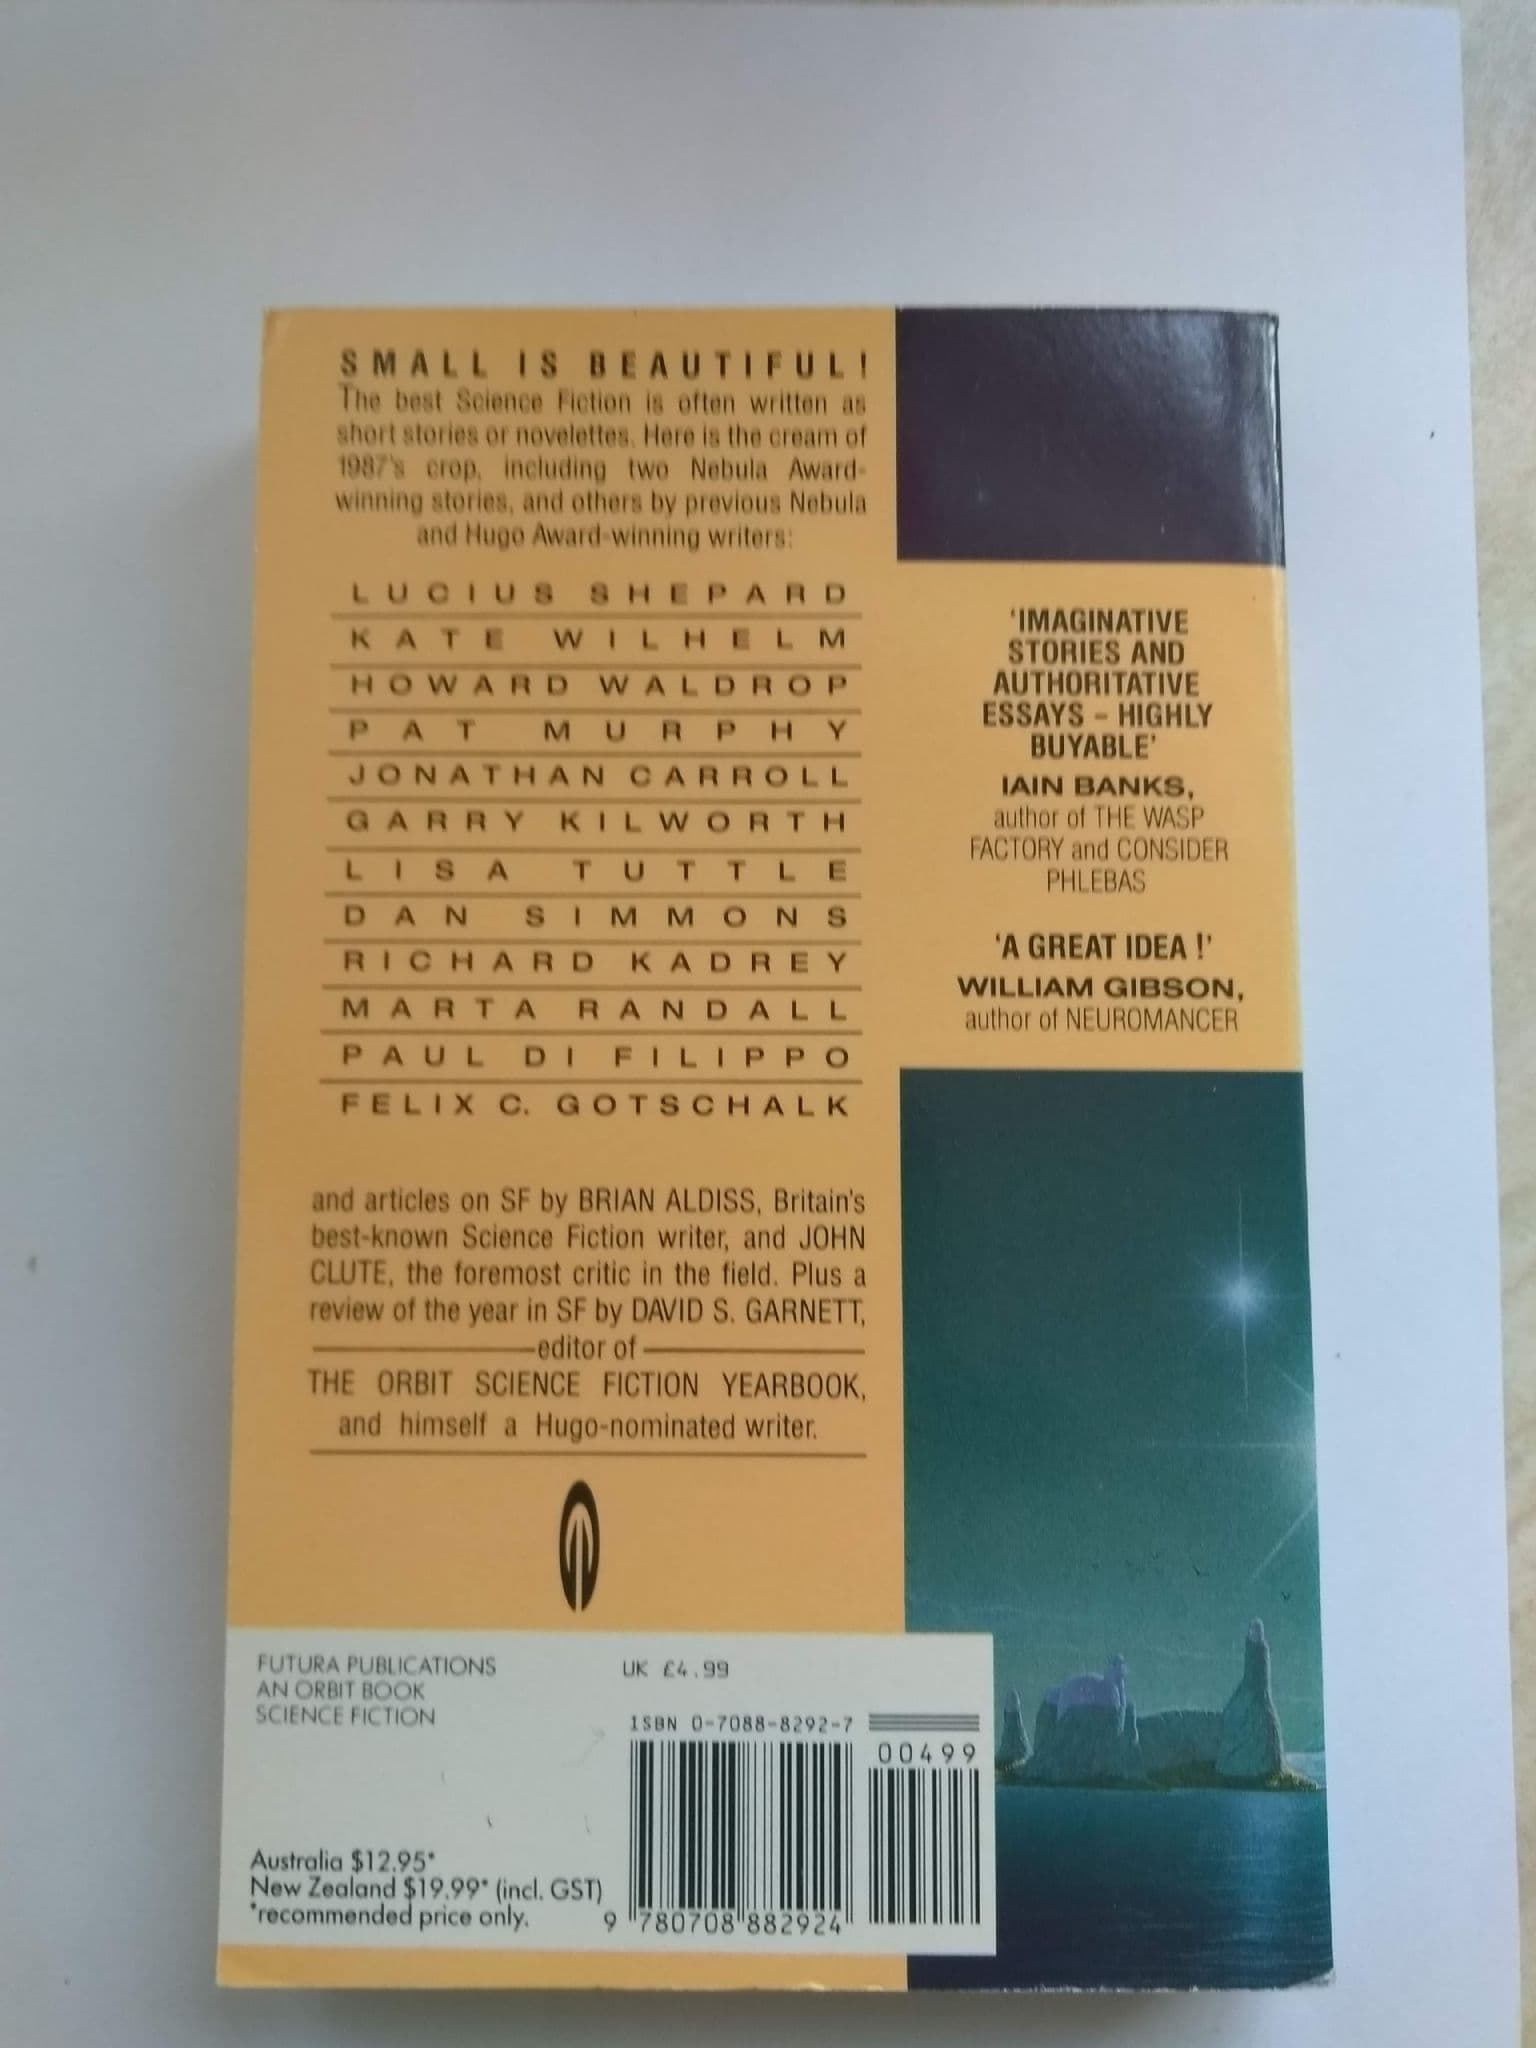 SMALL IS BEAUTIFUL!
The best Science Fiction is often written as
short stories or novelettes. Here is the cream of
1987's crop, including two Nebula Award-
winning stories, and others by previous Nebula
and Hugo Award-winning writers:
LUCIUS SHEPARD
KATE WILHELM
HOWARD WALDROP
PAT MURPHY
JONATHAN CARROLL
GARRY KILWORTH
LISA TUTTLE
DAN SIMMONS
RICHARD KADREY
MARTA RANDALL
PAUL DI FILIPPO
FELIX C. GOTSCHALK
and articles on SF by BRIAN ALDISS, Britain's
best-known Science Fiction writer, and JOHN
CLUTE, the foremost critic in the field. Plus a
review of the year in SF by DAVID S. GARNETT,
editor of
THE ORBIT SCIENCE FICTION YEARBOOK,
and himself a Hugo-nominated writer.
'IMAGINATIVE
STORIES AND
AUTHORITATIVE
ESSAYS – HIGHLY
BUYABLE'
IAIN BANKS,
author of THE WASP
FACTORY and CONSIDER
PHLEBAS
'A GREAT IDEA!'
WILLIAM GIBSON,
author of NEUROMANCER
FUTURA PUBLICATIONS
AN ORBIT BOOK
SCIENCE FICTION
UK £4.99
ISBN 0-7088-8292-7
00499
Australia $12.95*
New Zealand $19.99* (incl. GST)
*recommended price only.
9 780708 882924